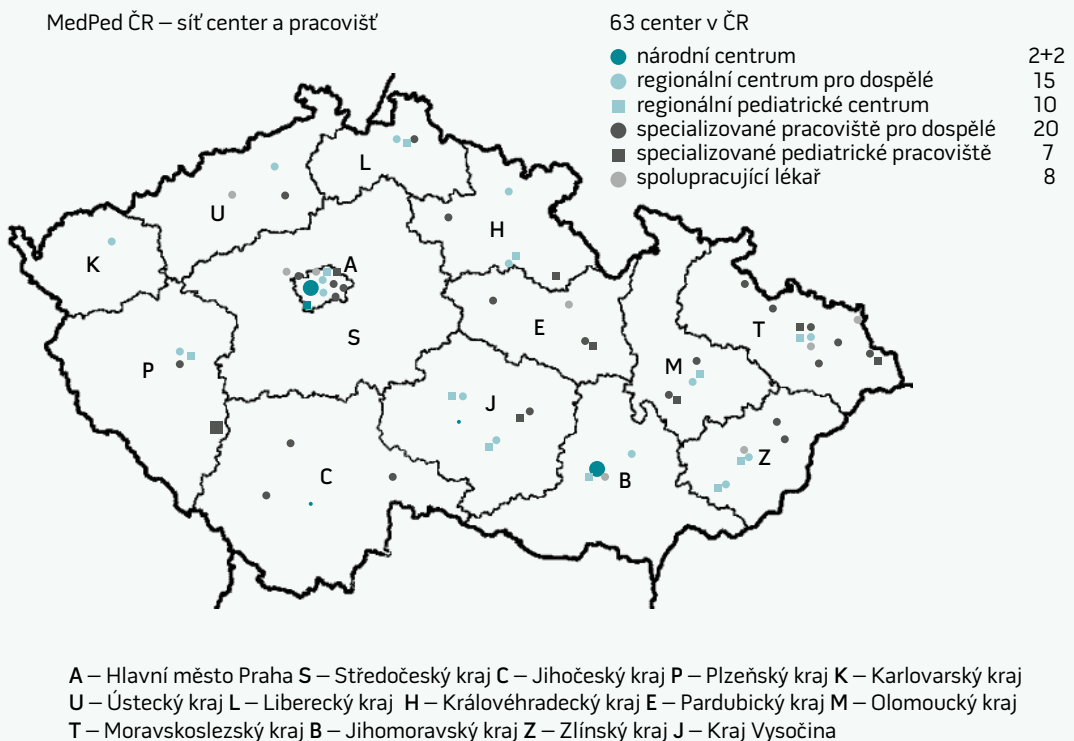 MedPed ČR – síť center a pracovišť
63 center v ČR
národní centrum 2+2
regionální centrum pro dospělé 15
regionální pediatrické centrum 10
specializované pracoviště pro dospělé 20
specializované pediatrické pracoviště 7
spolupracující lékař 8
L
U
H
K
A
E
T
S
P
M
J
Z
C
B
A – Hlavní město Praha S – Středočeský kraj C – Jihočeský kraj P – Plzeňský kraj K – Karlovarský kraj
U – Ústecký kraj L – Liberecký kraj H – Královéhradecký kraj E – Pardubický kraj M – Olomoucký kraj
T – Moravskoslezský kraj B – Jihomoravský kraj Z – Zlínský kraj J – Kraj Vysočina